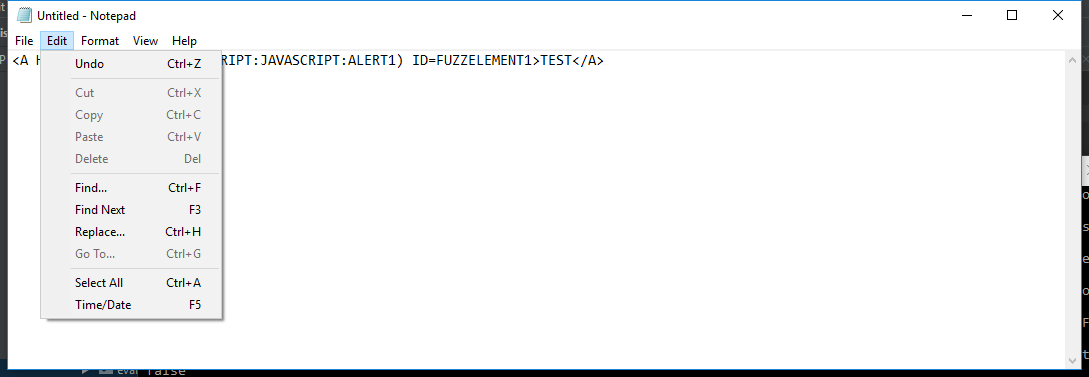 Untitled - Notepad
File Edit Format View Help
<A RIPT:JAVASCRIPT:ALERT1) ID=FUZZELEMENT1>TEST</A>
Undo Ctrl+Z
Cut Ctrl+X
Copy Ctrl+C
Paste Ctrl+V
Delete Del
Find... Ctrl+F
Find Next F3
Replace... Ctrl+H
Go To... Ctrl+G
Select All Ctrl+A
Time/Date F5
eval false